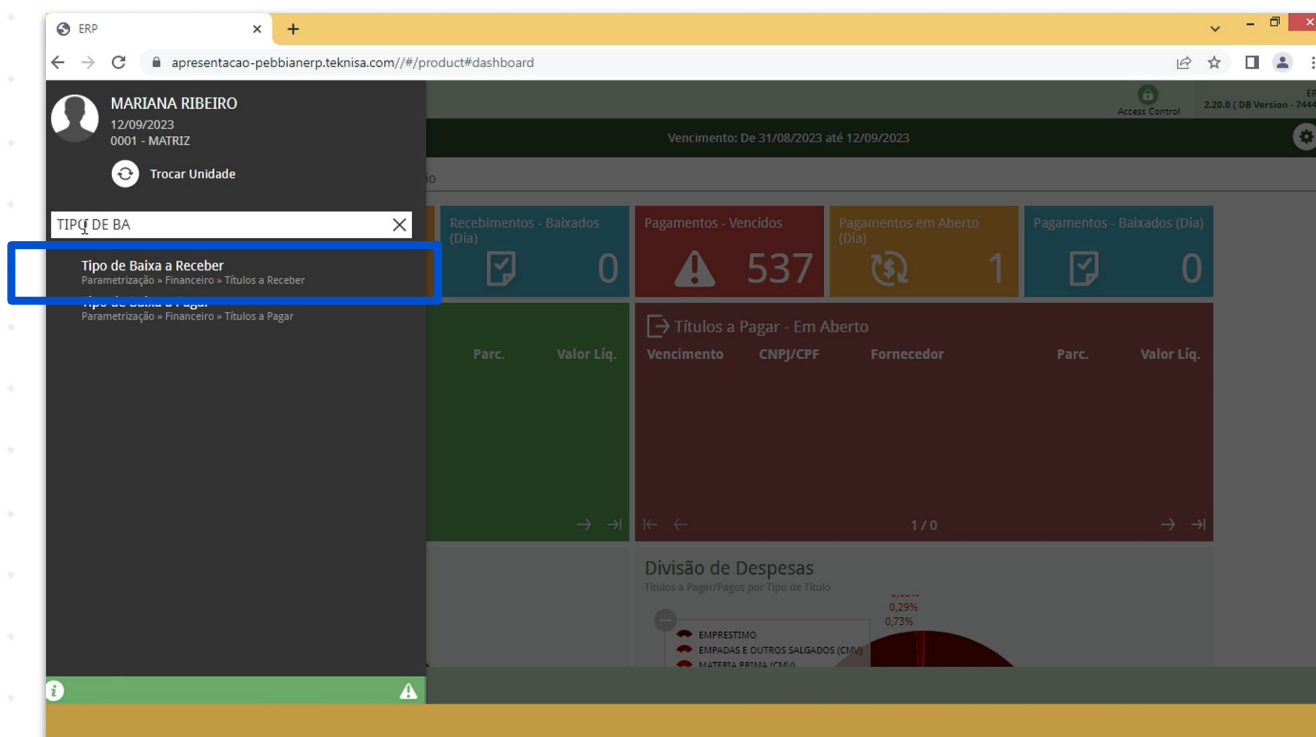 ERP
apresentacao-pebbianerp.teknisa.com//#/product#dashboard
MARIANA RIBEIRO
12/09/2023
0001 - MATRIZ
Trocar Unidade
Access Control
2.20.0 ( DB Version - 7444
Vencimento: De 31/08/2023 até 12/09/2023
TIPO DE BA
Tipo de Baixa a Receber
Parametrização » Financeiro » Títulos a Receber
Tipo de Baixa a Pagar
Parametrização » Financeiro » Títulos a Pagar
Recebimentos - Baixados
(Dia)
0
Pagamentos - Vencidos
537
Pagamentos em Aberto
(Dia)
1
Pagamentos - Baixados (Dia)
0
Parc. Valor Líq.
Títulos a Pagar - Em Aberto
Vencimento CNPJ/CPF Fornecedor Parc. Valor Líq.
1 / 0
Divisão de Despesas
Títulos a Pagar/Pagos por Tipo de Título
0,29%
0,73%
EMPRESTIMO
EMPADAS E OUTROS SALGADOS (CMV)
MATERIA PRIMA (CMV)